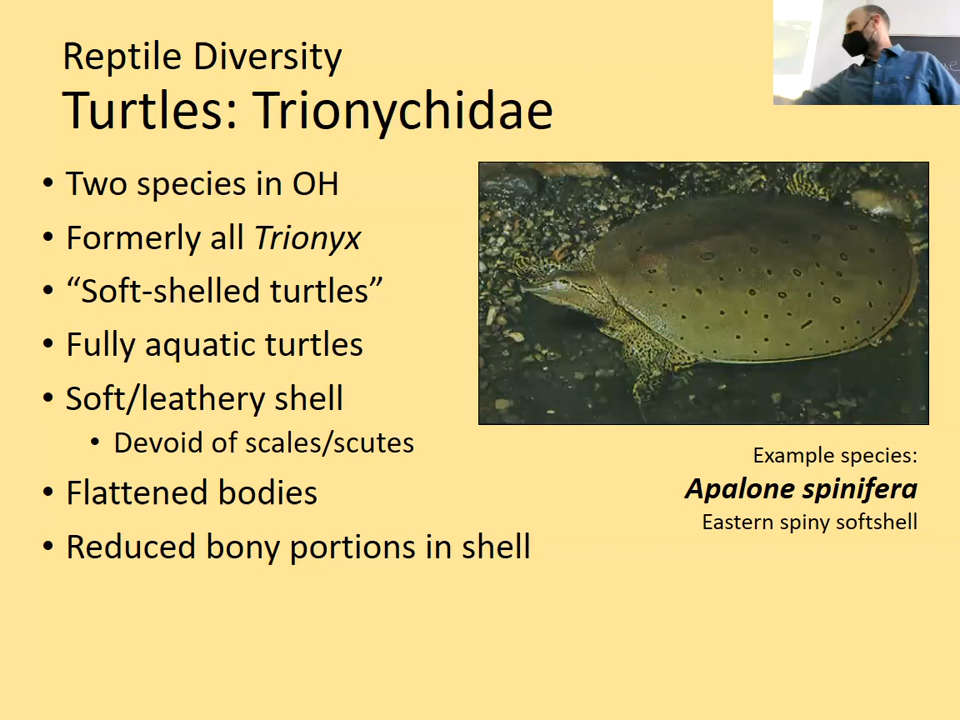 Reptile Diversity
Turtles: Trionychidae
• Two species in OH
• Formerly all Trionyx
• “Soft-shelled turtles”
• Fully aquatic turtles
• Soft/leathery shell
• Devoid of scales/scutes
• Flattened bodies
• Reduced bony portions in shell
Example species:
Apalone spinifera
Eastern spiny softshell